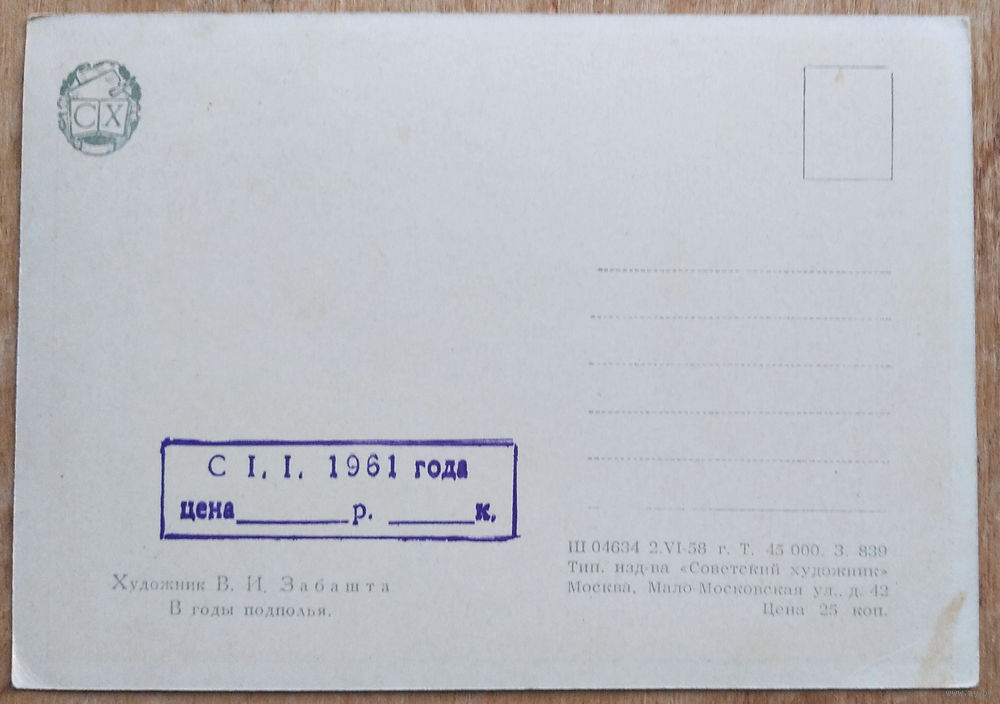 С Х
С I. I. 1961 года
цена р. к.
Художник В. И. Забашта
В годы подполья.
Ш 04634 2.VI-58 г. Т. 45 000. З. 839
Тип. изд-ва «Советский художник»
Москва, Мало-Московская ул., д. 42
Цена 25 коп.